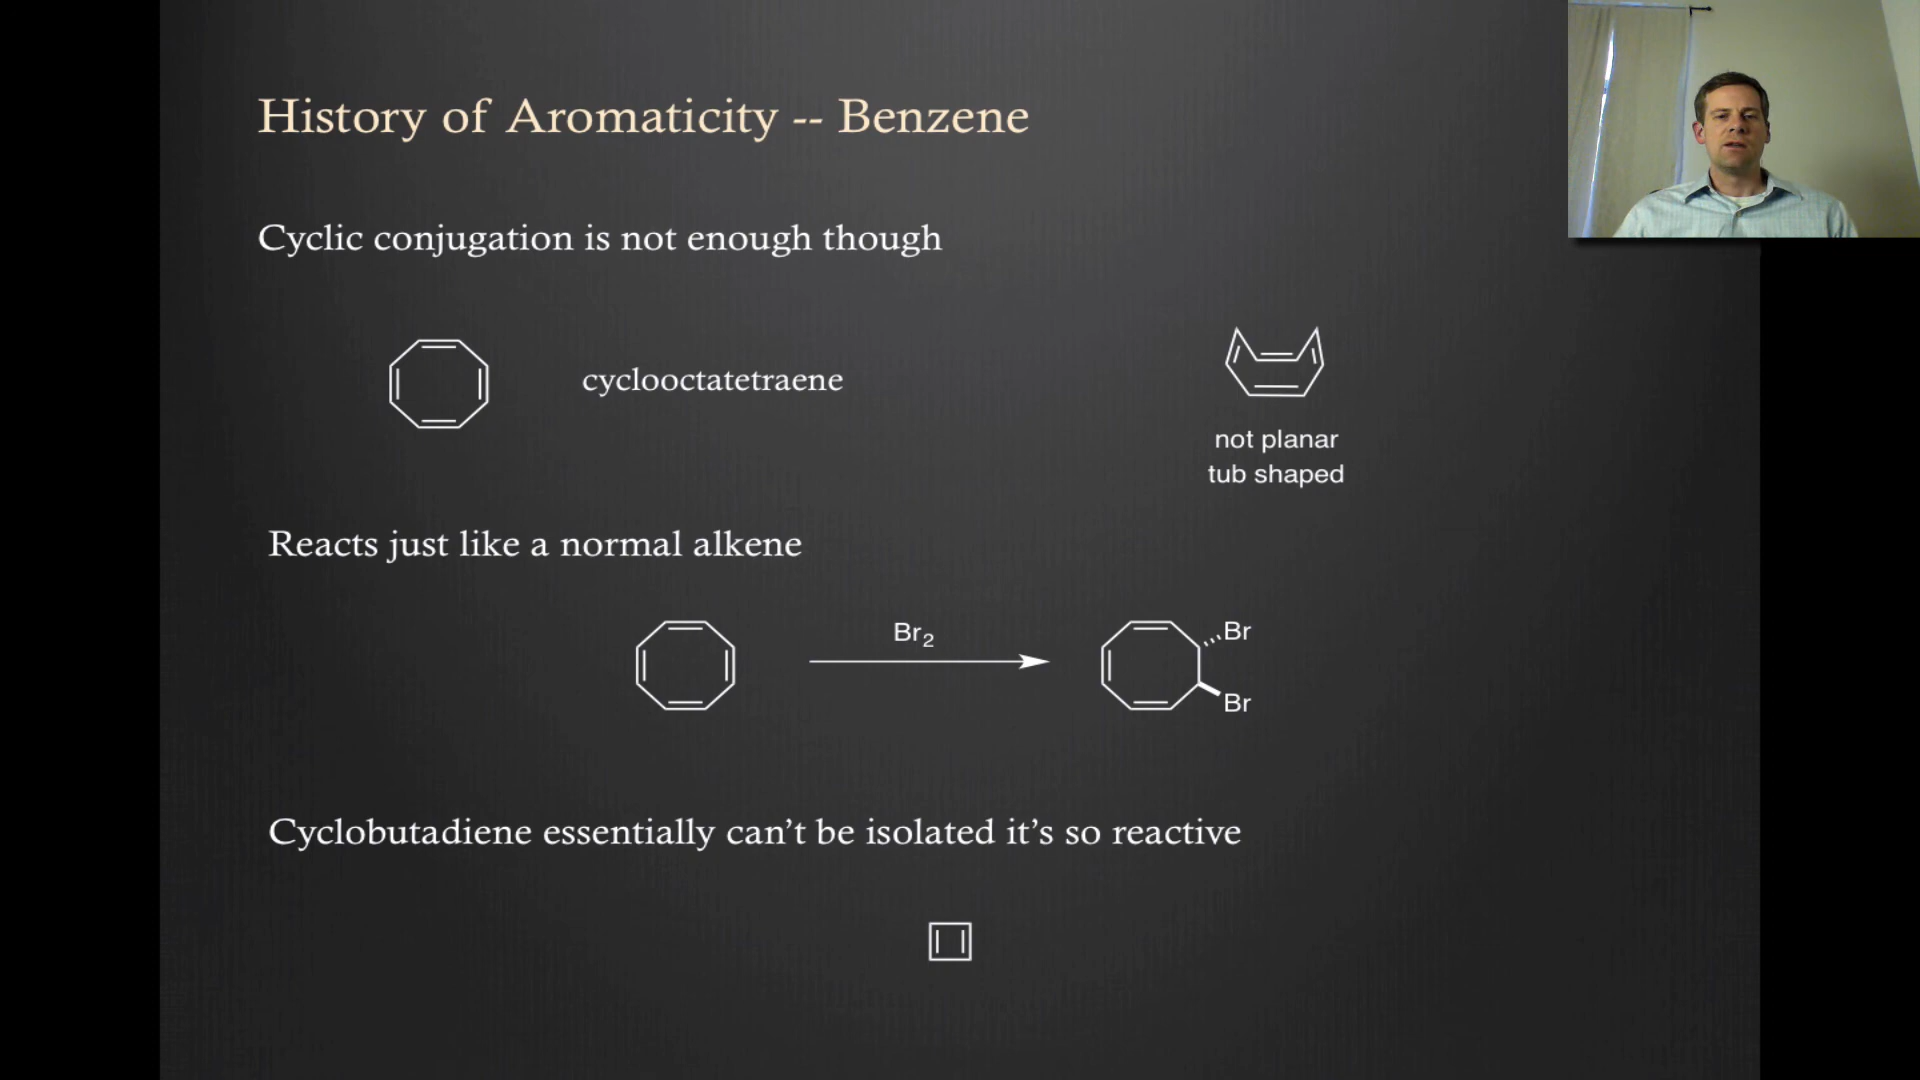 History of Aromaticity -- Benzene
Cyclic conjugation is not enough though
cyclooctatetraene
not planar
tub shaped
Reacts just like a normal alkene
Br2
Br
Br
Cyclobutadiene essentially can’t be isolated it’s so reactive